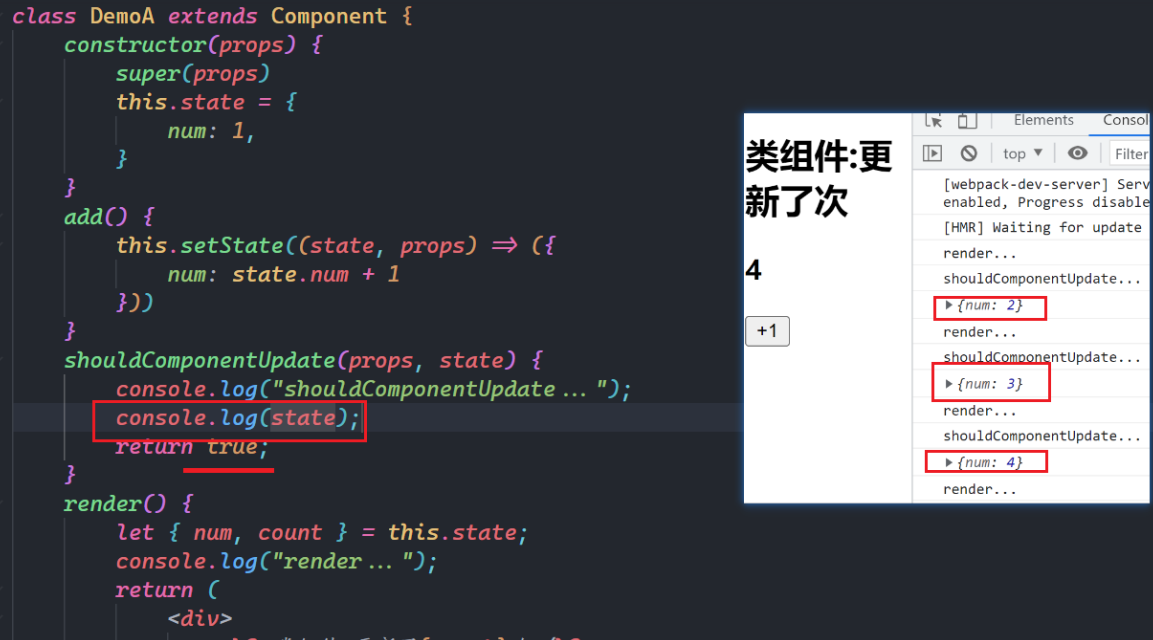 class DemoA extends Component {
constructor(props) {
super(props)
this.state = {
num: 1,
}
}
add() {
this.setState((state, props) => ({
num: state.num + 1
}))
}
shouldComponentUpdate(props, state) {
console.log("shouldComponentUpdate...");
console.log(state);
return true;
}
render() {
let { num, count } = this.state;
console.log("render...");
return (
<div>
类组件:更
新了次
4
+1
Elements Consol
top ▼ Filter
[webpack-dev-server] Serv
enabled, Progress disable
[HMR] Waiting for update
render...
shouldComponentUpdate...
▶{num: 2}
render...
shouldComponentUpdate...
▶{num: 3}
render...
shouldComponentUpdate...
▶{num: 4}
render...